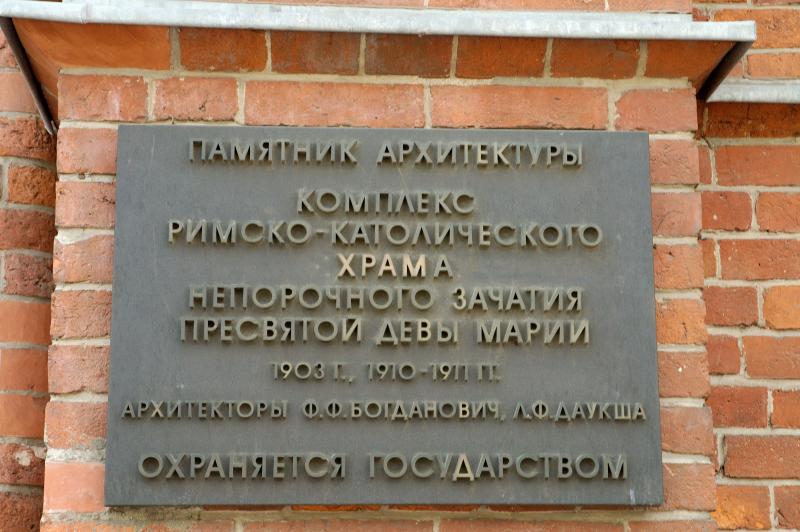 ПАМЯТНИК АРХИТЕКТУРЫ
КОМПЛЕКС
РИМСКО-КАТОЛИЧЕСКОГО
ХРАМА
НЕПОРОЧНОГО ЗАЧАТИЯ
ПРЕСВЯТОЙ ДЕВЫ МАРИИ
1903 Г., 1910-1911 ГГ.
АРХИТЕКТОРЫ Ф.Ф.БОГДАНОВИЧ, Л.Ф.ДАУКША
ОХРАНЯЕТСЯ ГОСУДАРСТВОМ